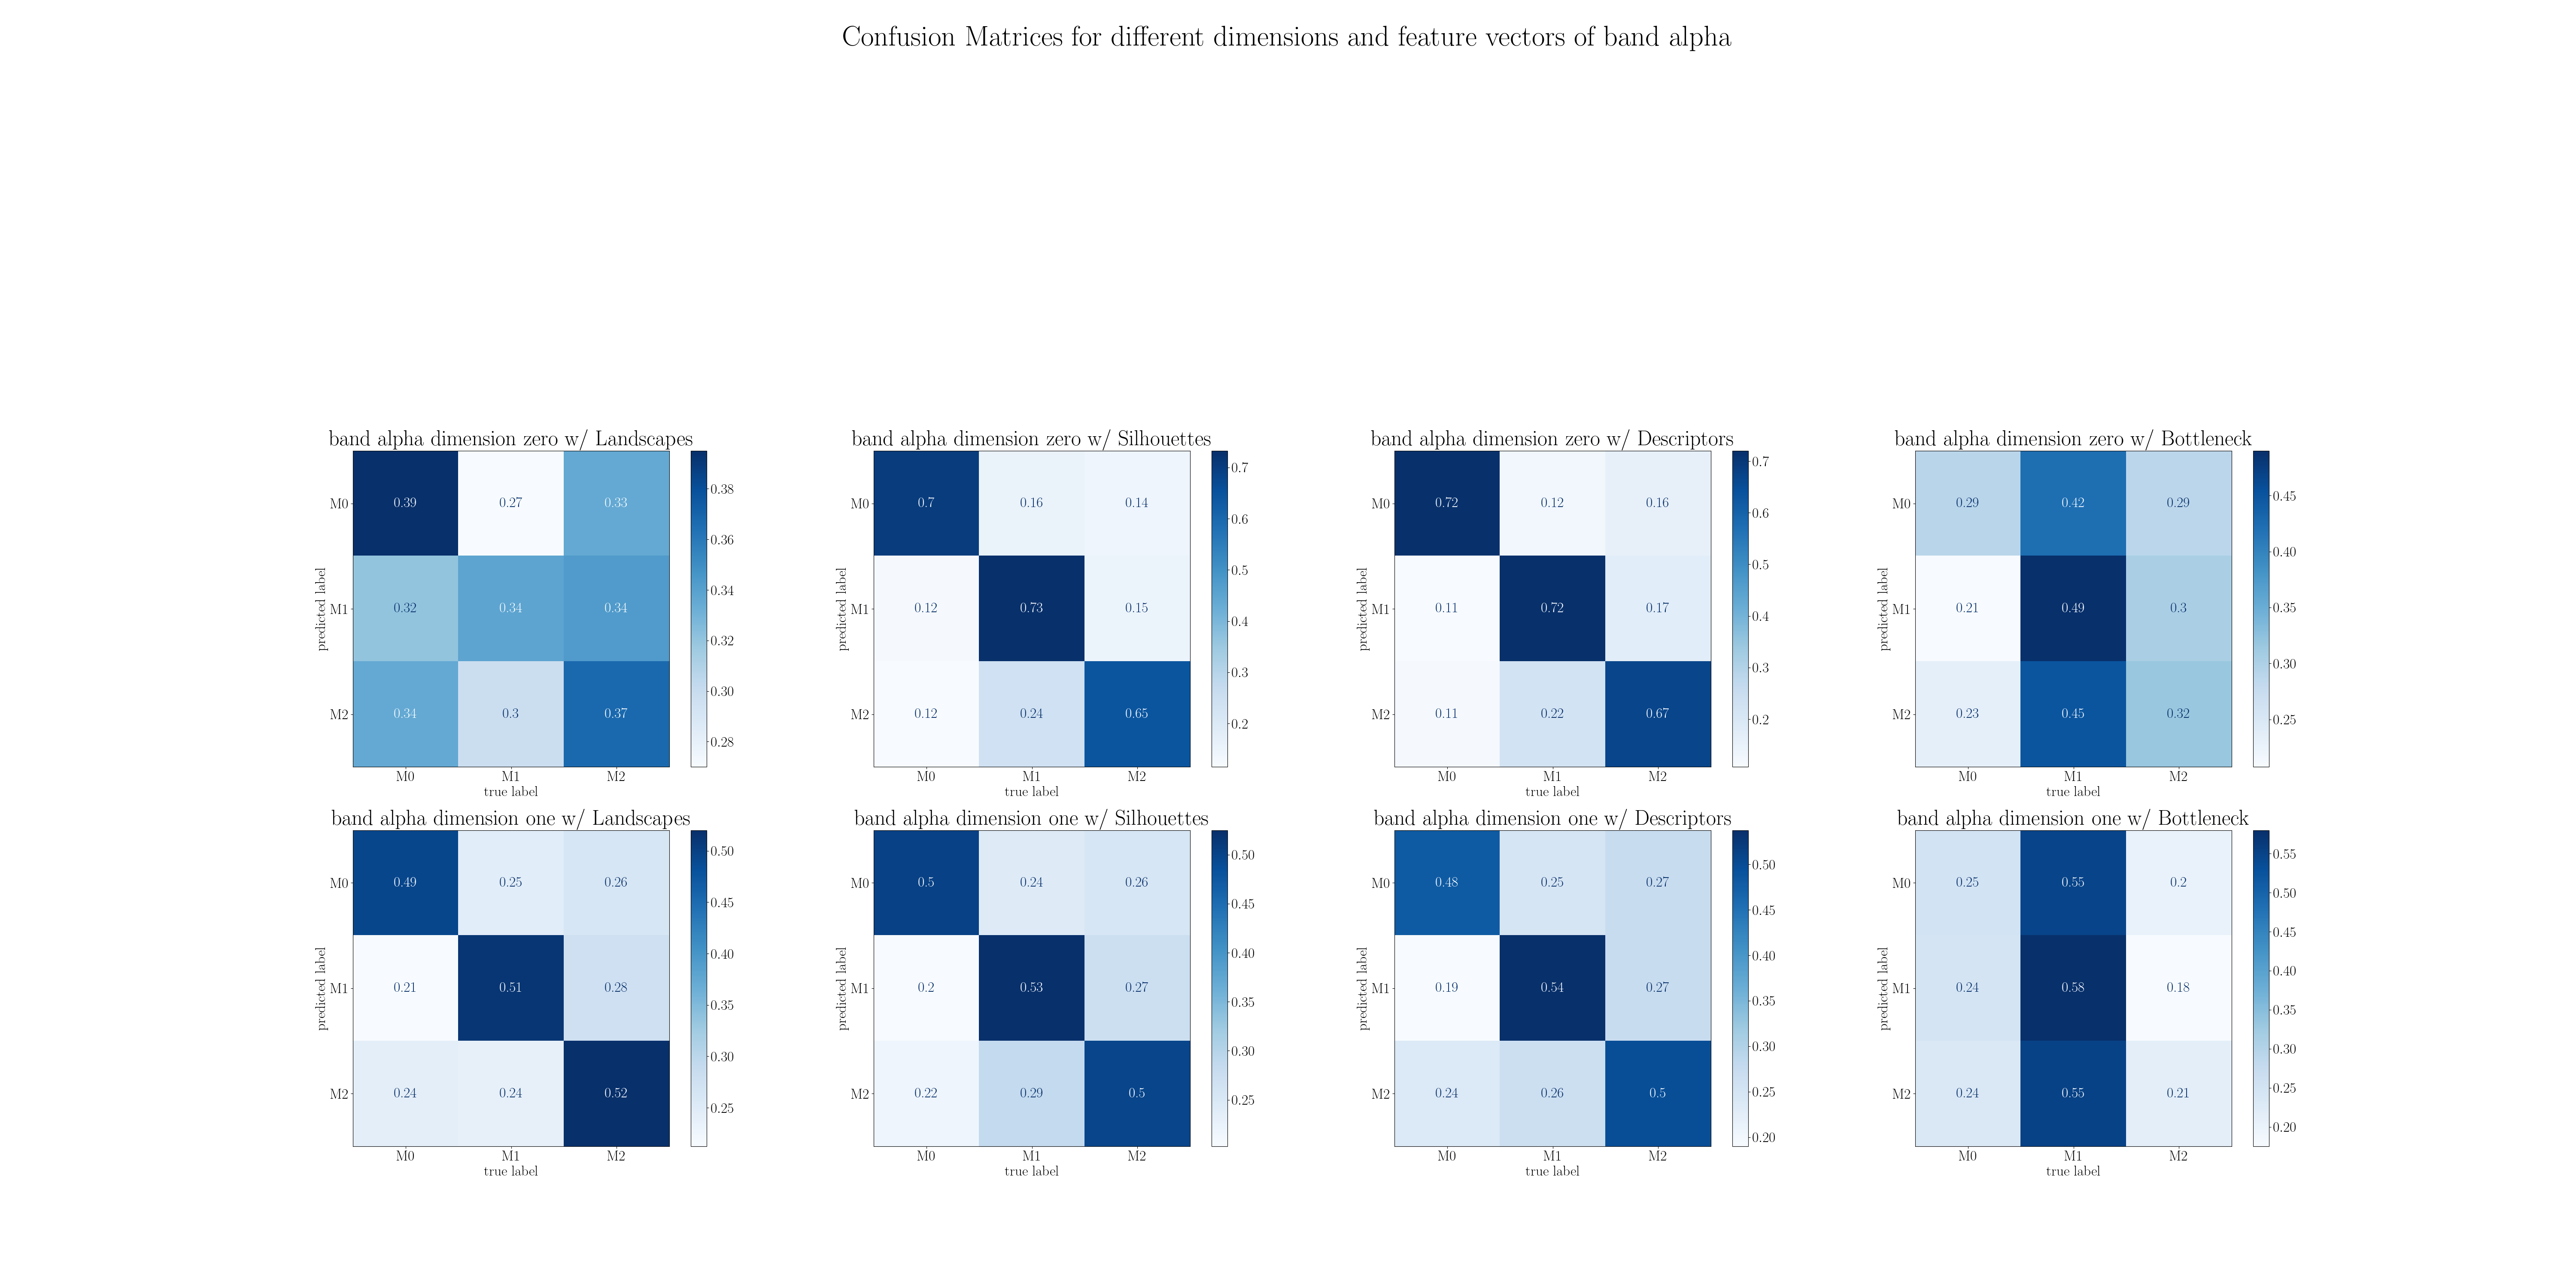 Confusion Matrices for different dimensions and feature vectors of band alpha
band alpha dimension zero w/ Landscapes
predicted label
M0 0.39 0.27 0.33
M1 0.32 0.34 0.34
M2 0.34 0.3 0.37
M0 M1 M2
true label
0.38
0.36
0.34
0.32
0.30
0.28
band alpha dimension zero w/ Silhouettes
predicted label
M0 0.7 0.16 0.14
M1 0.12 0.73 0.15
M2 0.12 0.24 0.65
M0 M1 M2
true label
0.7
0.6
0.5
0.4
0.3
0.2
band alpha dimension zero w/ Descriptors
predicted label
M0 0.72 0.12 0.16
M1 0.11 0.72 0.17
M2 0.11 0.22 0.67
M0 M1 M2
true label
0.7
0.6
0.5
0.4
0.3
0.2
band alpha dimension zero w/ Bottleneck
predicted label
M0 0.29 0.42 0.29
M1 0.21 0.49 0.3
M2 0.23 0.45 0.32
M0 M1 M2
true label
0.45
0.40
0.35
0.30
0.25
band alpha dimension one w/ Landscapes
predicted label
M0 0.49 0.25 0.26
M1 0.21 0.51 0.28
M2 0.24 0.24 0.52
M0 M1 M2
true label
0.50
0.45
0.40
0.35
0.30
0.25
band alpha dimension one w/ Silhouettes
predicted label
M0 0.5 0.24 0.26
M1 0.2 0.53 0.27
M2 0.22 0.29 0.5
M0 M1 M2
true label
0.50
0.45
0.40
0.35
0.30
0.25
band alpha dimension one w/ Descriptors
predicted label
M0 0.48 0.25 0.27
M1 0.19 0.54 0.27
M2 0.24 0.26 0.5
M0 M1 M2
true label
0.50
0.45
0.40
0.35
0.30
0.25
0.20
band alpha dimension one w/ Bottleneck
predicted label
M0 0.25 0.55 0.2
M1 0.24 0.58 0.18
M2 0.24 0.55 0.21
M0 M1 M2
true label
0.55
0.50
0.45
0.40
0.35
0.30
0.25
0.20